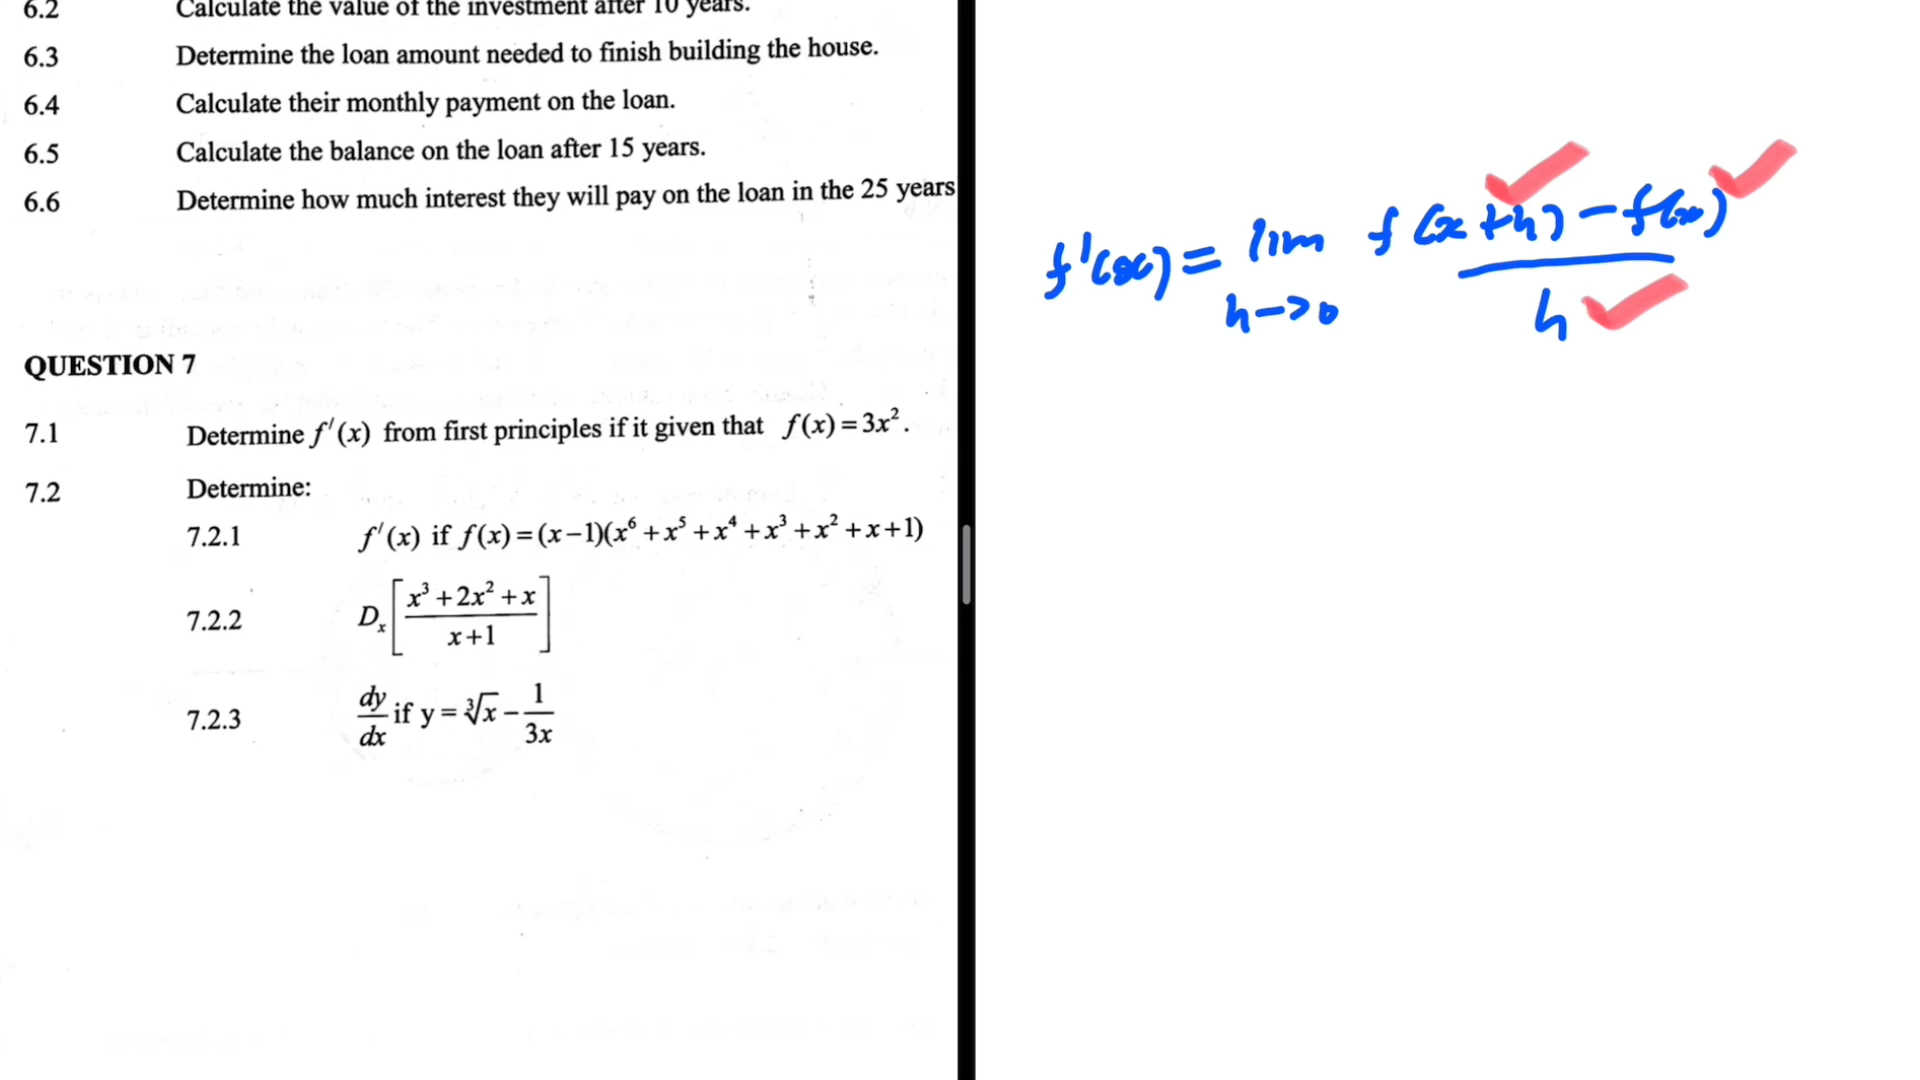 6.2 Calculate the value of the investment after 10 years.
6.3 Determine the loan amount needed to finish building the house.
6.4 Calculate their monthly payment on the loan.
6.5 Calculate the balance on the loan after 15 years.
6.6 Determine how much interest they will pay on the loan in the 25 years
QUESTION 7
7.1 Determine f′(x) from first principles if it given that f(x)=3x².
7.2 Determine:
7.2.1 f′(x) if f(x)=(x−1)(x⁶+x⁵+x⁴+x³+x²+x+1)
7.2.2 Dₓ[(x³+2x²+x)/(x+1)]
7.2.3 dy/dx if y=∛x−1/3x
f'(x) = lim f(x+h) − f(x)
h->0 h